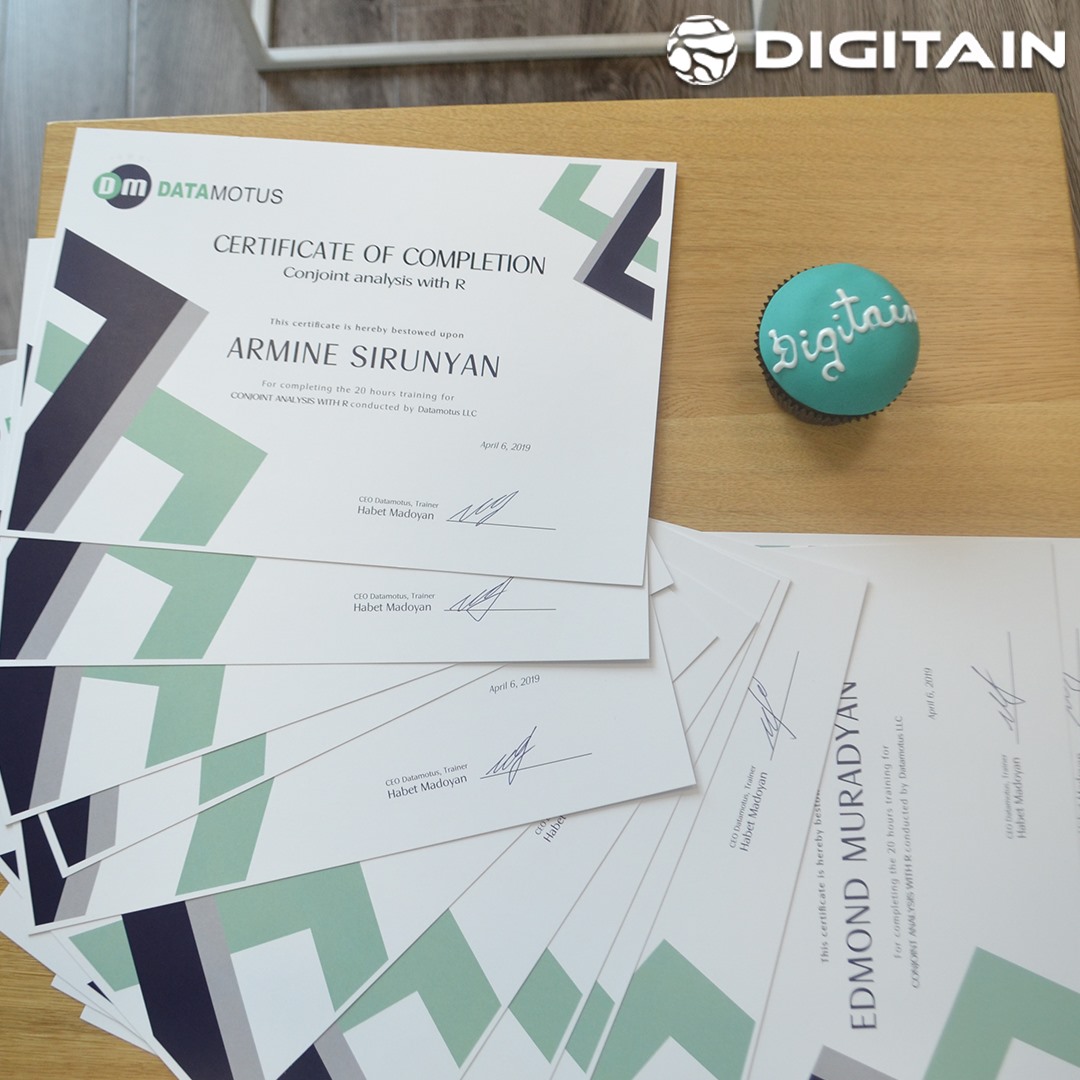 DIGITAIN
DM DATAMOTUS
CERTIFICATE OF COMPLETION
Conjoint analysis with R
This certificate is hereby bestowed upon
ARMINE SIRUNYAN
For completing the 20 hours training for
CONJOINT ANALYSIS WITH R conducted by Datamotus LLC
April 6, 2019
CEO Datamotus, Trainer
Habet Madoyan
Digitain
CEO Datamotus, Trainer
Habet Madoyan
April 6, 2019
CEO Datamotus, Trainer
Habet Madoyan
CEO
Habe
CEO Datamotus, Trainer
Habet Madoyan
This certificate is hereby bestow
EDMOND MURADYAN
For completing the 20 hours training for
CONJOINT ANALYSIS WITH R conducted by Datamotus LLC
April 6, 2019
CEO Datamotus, Trainer
Habet Madoyan